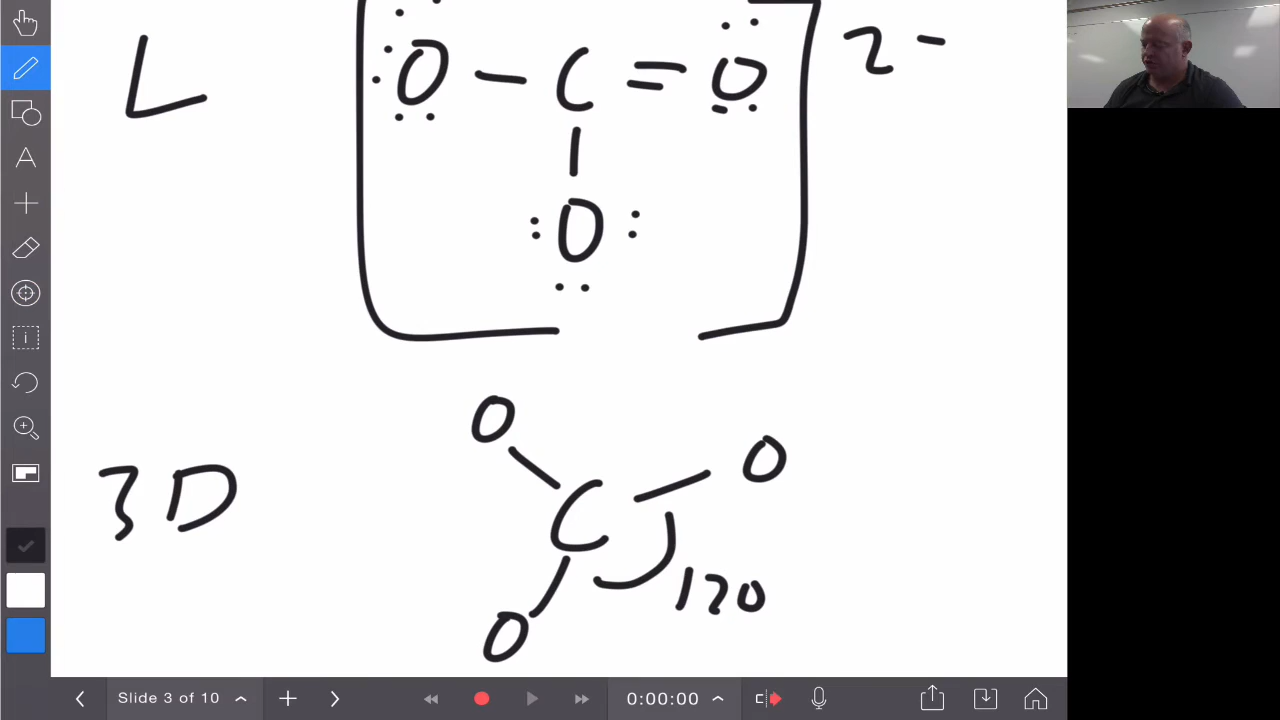 L
O - C = O 2-
O
O
O
3D
C
120
O
A
Slide 3 of 10
0:00:00